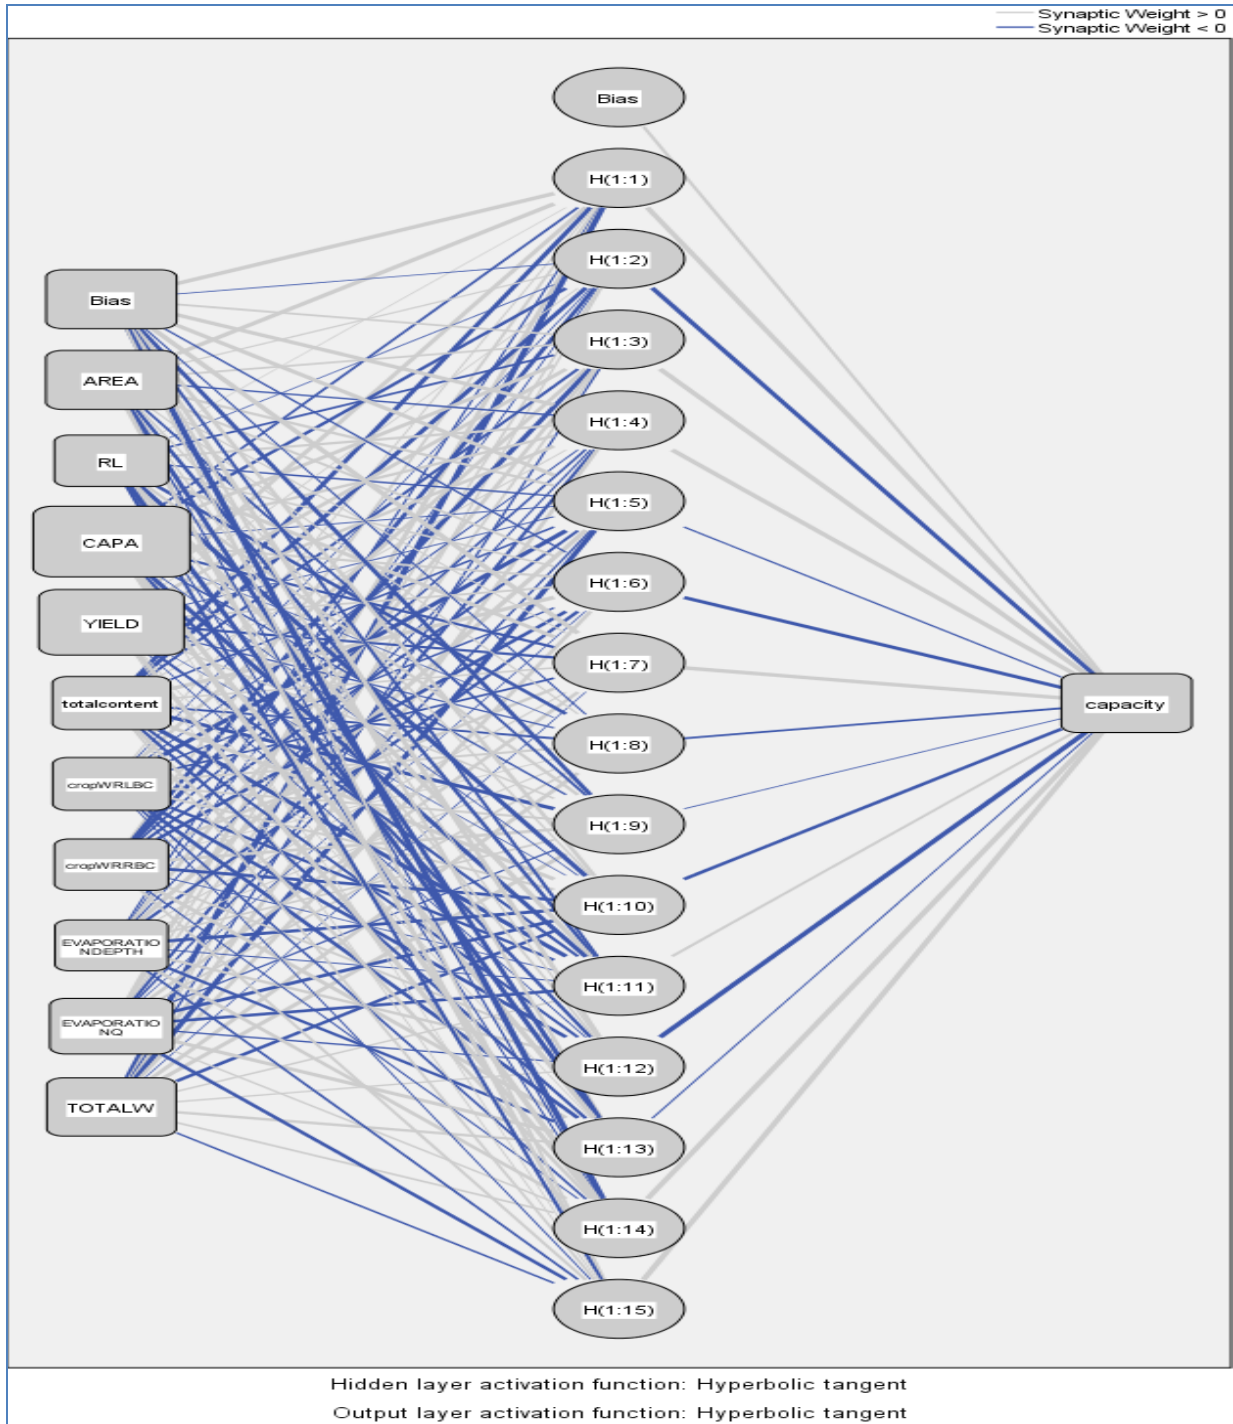 Synaptic Weight > 0
Synaptic Weight < 0
Bias
H(1:1)
H(1:2)
H(1:3)
H(1:4)
H(1:5)
H(1:6)
H(1:7)
H(1:8)
H(1:9)
H(1:10)
H(1:11)
H(1:12)
H(1:13)
H(1:14)
H(1:15)
Bias
AREA
RL
CAPA
YIELD
totalcontent
cropWRLBC
cropWRRBC
EVAPORATIO
NDEPTH
EVAPORATIO
NQ
TOTALW
capacity
Hidden layer activation function: Hyperbolic tangent
Output layer activation function: Hyperbolic tangent